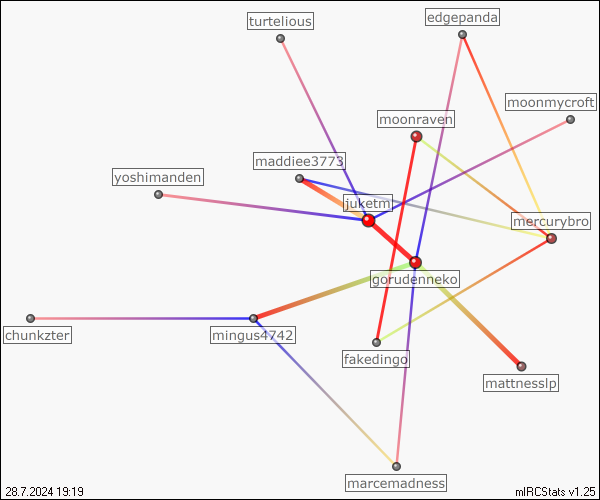 turtelious
edgepanda
moonmycroft
moonraven
maddiee3773
yoshimanden
juketm
mercurybro
gorudenneko
chunkzter
mingus4742
fakedingo
mattnesslp
marcemadness
28.7.2024 19:19
mIRCStats v1.25